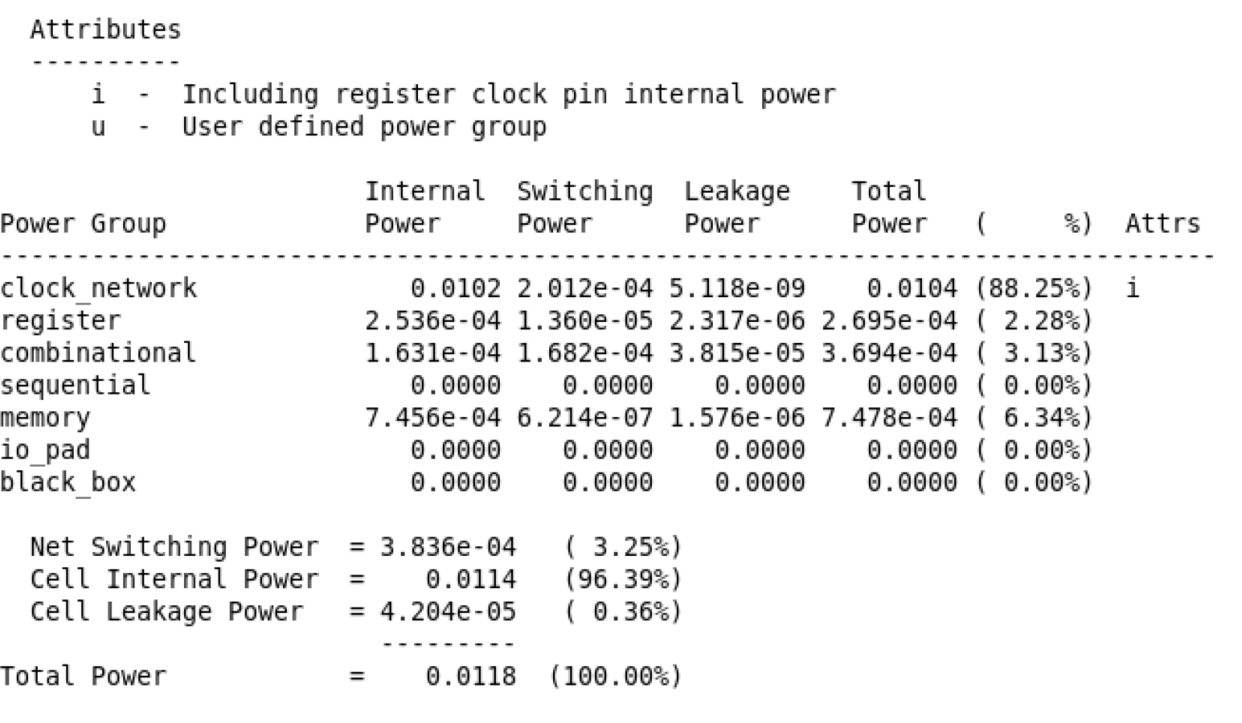 Attributes
----------
i - Including register clock pin internal power
u - User defined power group
Internal Switching Leakage Total
Power Group Power Power Power Power ( %) Attrs
--------------------------------------------------------------------------------
clock_network 0.0102 2.012e-04 5.118e-09 0.0104 (88.25%) i
register 2.536e-04 1.360e-05 2.317e-06 2.695e-04 ( 2.28%)
combinational 1.631e-04 1.682e-04 3.815e-05 3.694e-04 ( 3.13%)
sequential 0.0000 0.0000 0.0000 0.0000 ( 0.00%)
memory 7.456e-04 6.214e-07 1.576e-06 7.478e-04 ( 6.34%)
io_pad 0.0000 0.0000 0.0000 0.0000 ( 0.00%)
black_box 0.0000 0.0000 0.0000 0.0000 ( 0.00%)
Net Switching Power = 3.836e-04 ( 3.25%)
Cell Internal Power = 0.0114 (96.39%)
Cell Leakage Power = 4.204e-05 ( 0.36%)
---------
Total Power = 0.0118 (100.00%)